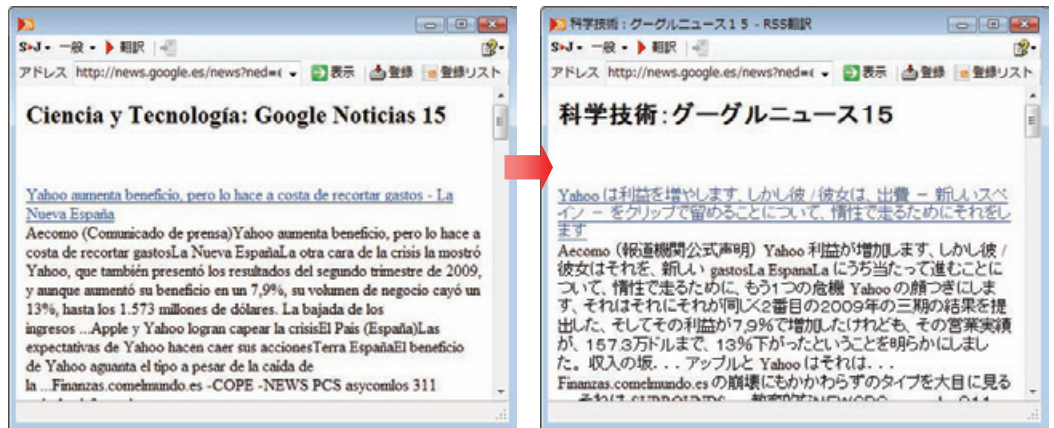 S▶J▾ 一般 ▾ ▶ 翻訳
アドレス http://news.google.es/news?ned=e ▾ 表示 登録 登録リスト
Ciencia y Tecnología: Google Noticias 15
Yahoo aumenta beneficio, pero lo hace a costa de recortar gastos - La
Nueva España
Aecomo (Comunicado de prensa)Yahoo aumenta beneficio, pero lo hace a
costa de recortar gastosLa Nueva EspañaLa otra cara de la crisis la mostró
Yahoo, que también presentó los resultados del segundo trimestre de 2009,
y aunque aumentó su beneficio en un 7,9%, su volumen de negocio cayó un
13%, hasta los 1.573 millones de dólares. La bajada de los
ingresos ...Apple y Yahoo logran capear la crisisEl País (España)Las
expectativas de Yahoo hacen caer sus accionesTerra EspañaEl beneficio
de Yahoo aguanta el tipo a pesar de la caída de
la ...Finanzas.comelmundo.es -COPE -NEWS PCS asycomlos 311
科学技術：グーグルニュース１５ - RSS翻訳
S▶J▾ 一般 ▾ ▶ 翻訳
アドレス http://news.google.es/news?ned=e ▾ 表示 登録 登録リスト
科学技術：グーグルニュース１５
Yahoo は利益を増やします、しかし彼 / 彼女は、出費 － 新しいスペ
イン － をクリップで留めることについて、惰性で走るためにそれをし
ます
Aecomo （報道機関公式声明） Yahoo 利益が増加します、しかし彼 /
彼女はそれを、新しい gastosLa EspanaLa にうち当たって進むことに
ついて、惰性で走るために、もう1つの危機 Yahoo の顔つぎにしま
す、それはそれにそれが同じく2番目の2009年の三期の結果を提
出した、そしてその利益が7,9%で増加したけれども、その営業実績
が、157.3万ドルまで、13%下がったということを明らかにしまし
た。収入の坂．．．アップルと Yahoo はそれは．．．
Finanzas.comelmundo.es の崩壊にもかかわらずのタイプを大目に見る